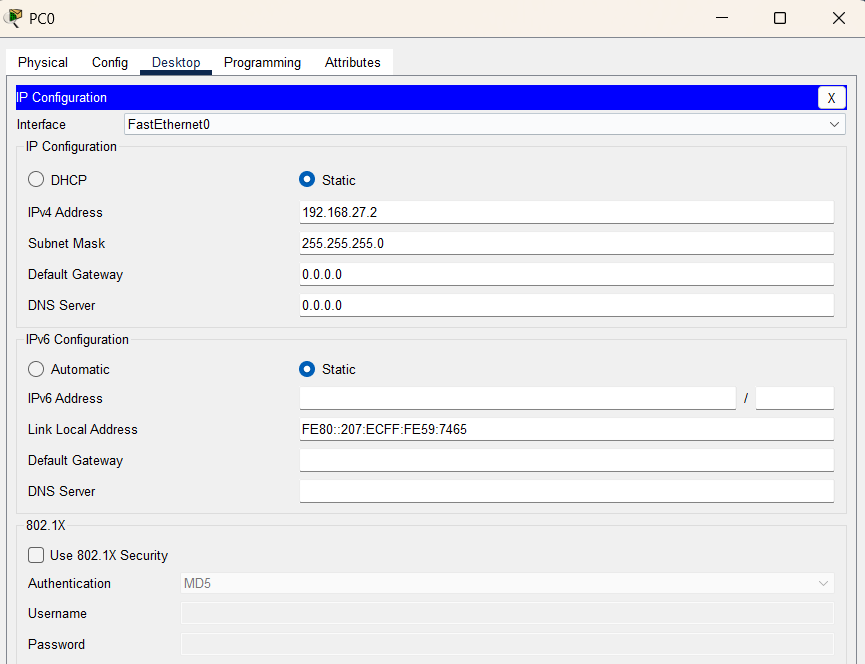 PC0
Physical Config Desktop Programming Attributes
IP Configuration X
Interface FastEthernet0
IP Configuration
DHCP Static
IPv4 Address 192.168.27.2
Subnet Mask 255.255.255.0
Default Gateway 0.0.0.0
DNS Server 0.0.0.0
IPv6 Configuration
Automatic Static
IPv6 Address /
Link Local Address FE80::207:ECFF:FE59:7465
Default Gateway
DNS Server
802.1X
Use 802.1X Security
Authentication MD5
Username
Password